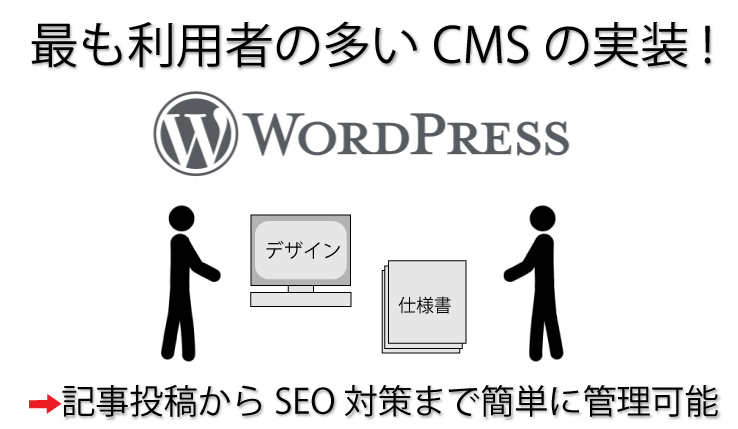 最も利用者の多い CMS の実装!
WORDPRESS
デザイン
仕様書
記事投稿から SEO 対策まで簡単に管理可能